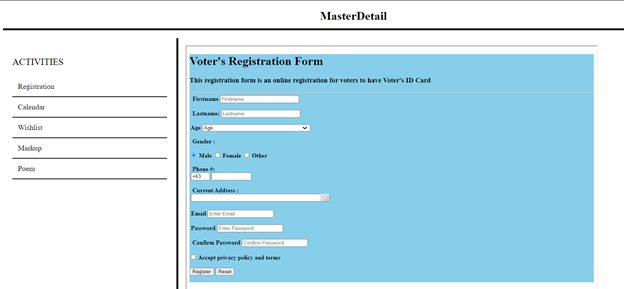 MasterDetail
ACTIVITIES
Registration
Calendar
Wishlist
Markup
Poem
Voter's Registration Form
This registration form is an online registration for voters to have Voter's ID Card
Firstname Firstname
Lastname: Lastname
Age Age
Gender :
Male Female Other
Phone #:
+63
Current Address :
Email Enter Email
Password Enter Password
Confirm Password Confirm Password
Accept privacy policy and terms
Register Reset